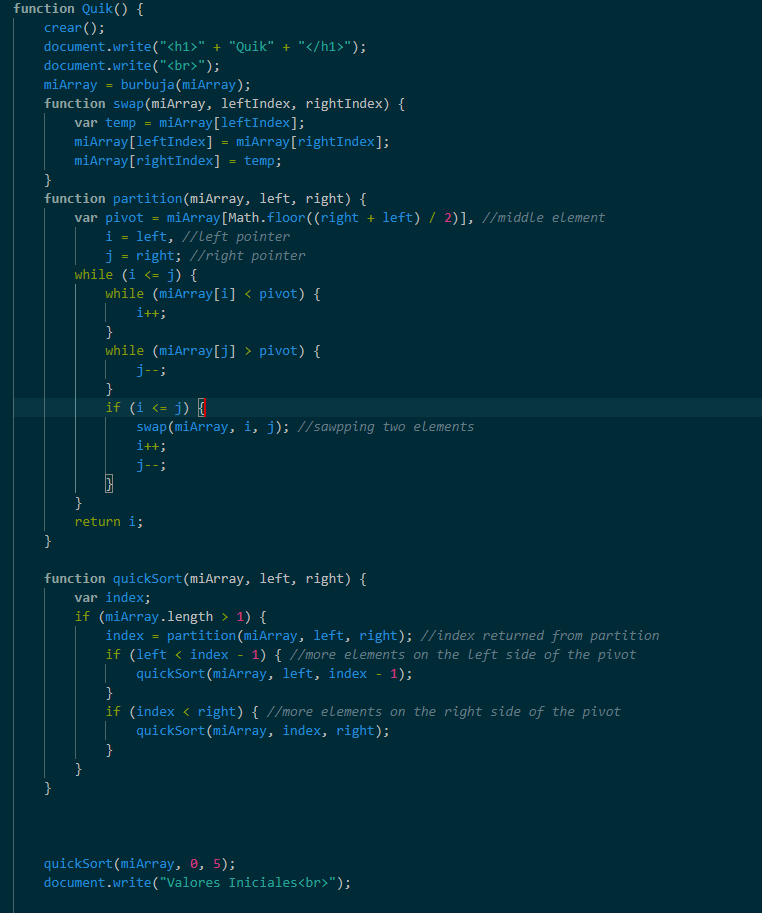 function Quik() {
    crear();
    document.write("<h1>" + "Quik" + "</h1>");
    document.write("<br>");
    miArray = burbuja(miArray);
    function swap(miArray, leftIndex, rightIndex) {
        var temp = miArray[leftIndex];
        miArray[leftIndex] = miArray[rightIndex];
        miArray[rightIndex] = temp;
    }
    function partition(miArray, left, right) {
        var pivot = miArray[Math.floor((right + left) / 2)], //middle element
            i = left, //left pointer
            j = right; //right pointer
        while (i <= j) {
            while (miArray[i] < pivot) {
                i++;
            }
            while (miArray[j] > pivot) {
                j--;
            }
            if (i <= j) {
                swap(miArray, i, j); //sawpping two elements
                i++;
                j--;
            }
        }
        return i;
    }
    function quickSort(miArray, left, right) {
        var index;
        if (miArray.length > 1) {
            index = partition(miArray, left, right); //index returned from partition
            if (left < index - 1) { //more elements on the left side of the pivot
                quickSort(miArray, left, index - 1);
            }
            if (index < right) { //more elements on the right side of the pivot
                quickSort(miArray, index, right);
            }
        }
    }
    quickSort(miArray, 0, 5);
    document.write("Valores Iniciales<br>");